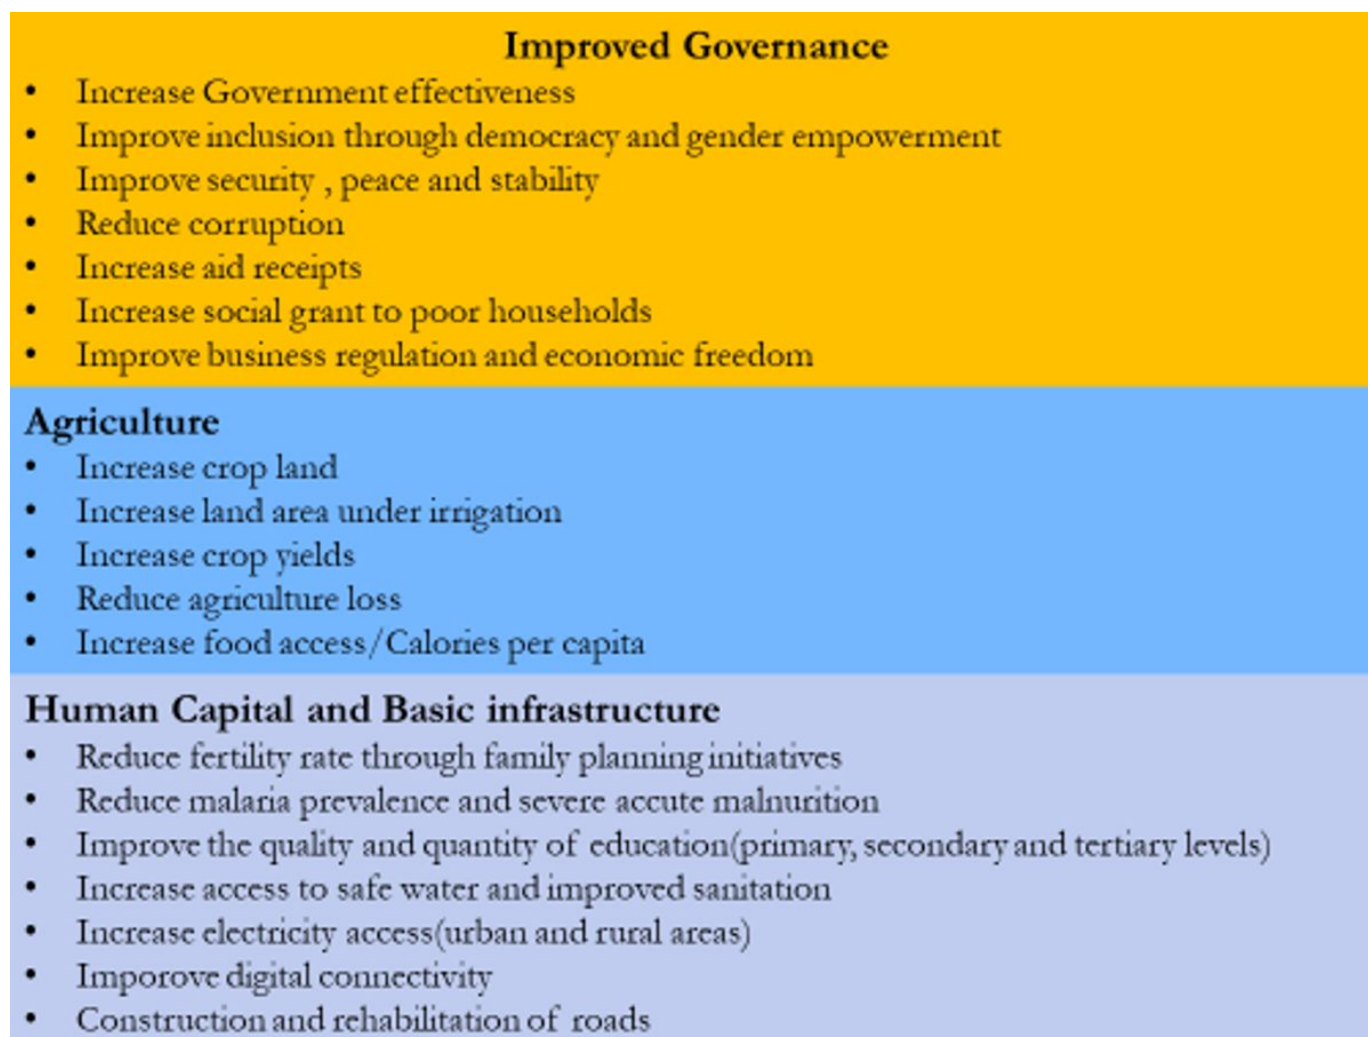 Improved Governance
• Increase Government effectiveness
• Improve inclusion through democracy and gender empowerment
• Improve security , peace and stability
• Reduce corruption
• Increase aid receipts
• Increase social grant to poor households
• Improve business regulation and economic freedom
Agriculture
• Increase crop land
• Increase land area under irrigation
• Increase crop yields
• Reduce agriculture loss
• Increase food access/Calories per capita
Human Capital and Basic infrastructure
• Reduce fertility rate through family planning initiatives
• Reduce malaria prevalence and severe accute malnurition
• Improve the quality and quantity of education(primary, secondary and tertiary levels)
• Increase access to safe water and improved sanitation
• Increase electricity access(urban and rural areas)
• Imporove digital connectivity
• Construction and rehabilitation of roads